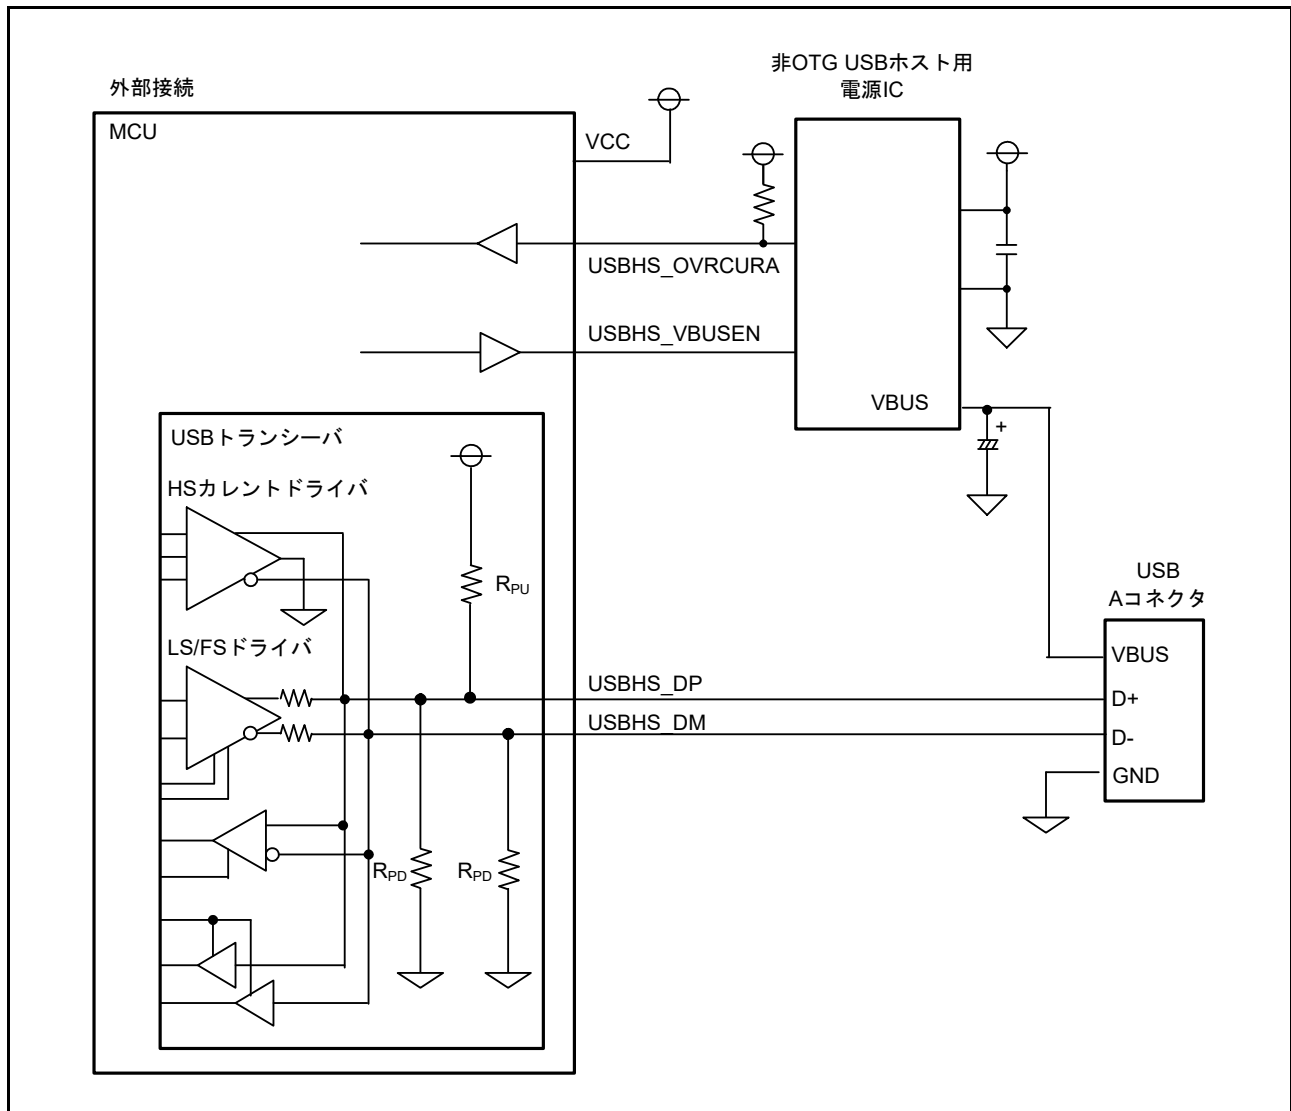 外部接続
MCU
VCC
非OTG USBホスト用
電源IC
USBHS_OVRCURA
USBHS_VBUSEN
VBUS
+
USBトランシーバ
HSカレントドライバ
RPU
LS/FSドライバ
USBHS_DP
USBHS_DM
RPD
RPD
USB
Aコネクタ
VBUS
D+
D-
GND